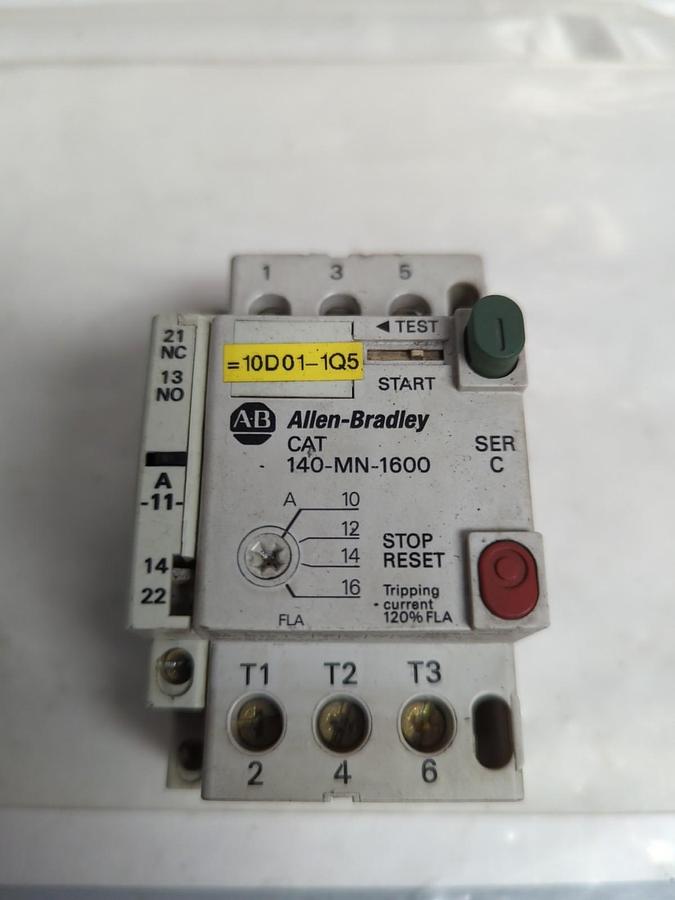 1 3 5
◀ TEST
START
I
21
NC
13
NO
A
-11-
14
22
=10D01-1Q5
A-B Allen-Bradley
CAT
140-MN-1600
SER
C
A 10
12
14
16
FLA
STOP
RESET
Tripping
current
120% FLA
T1 T2 T3
2 4 6